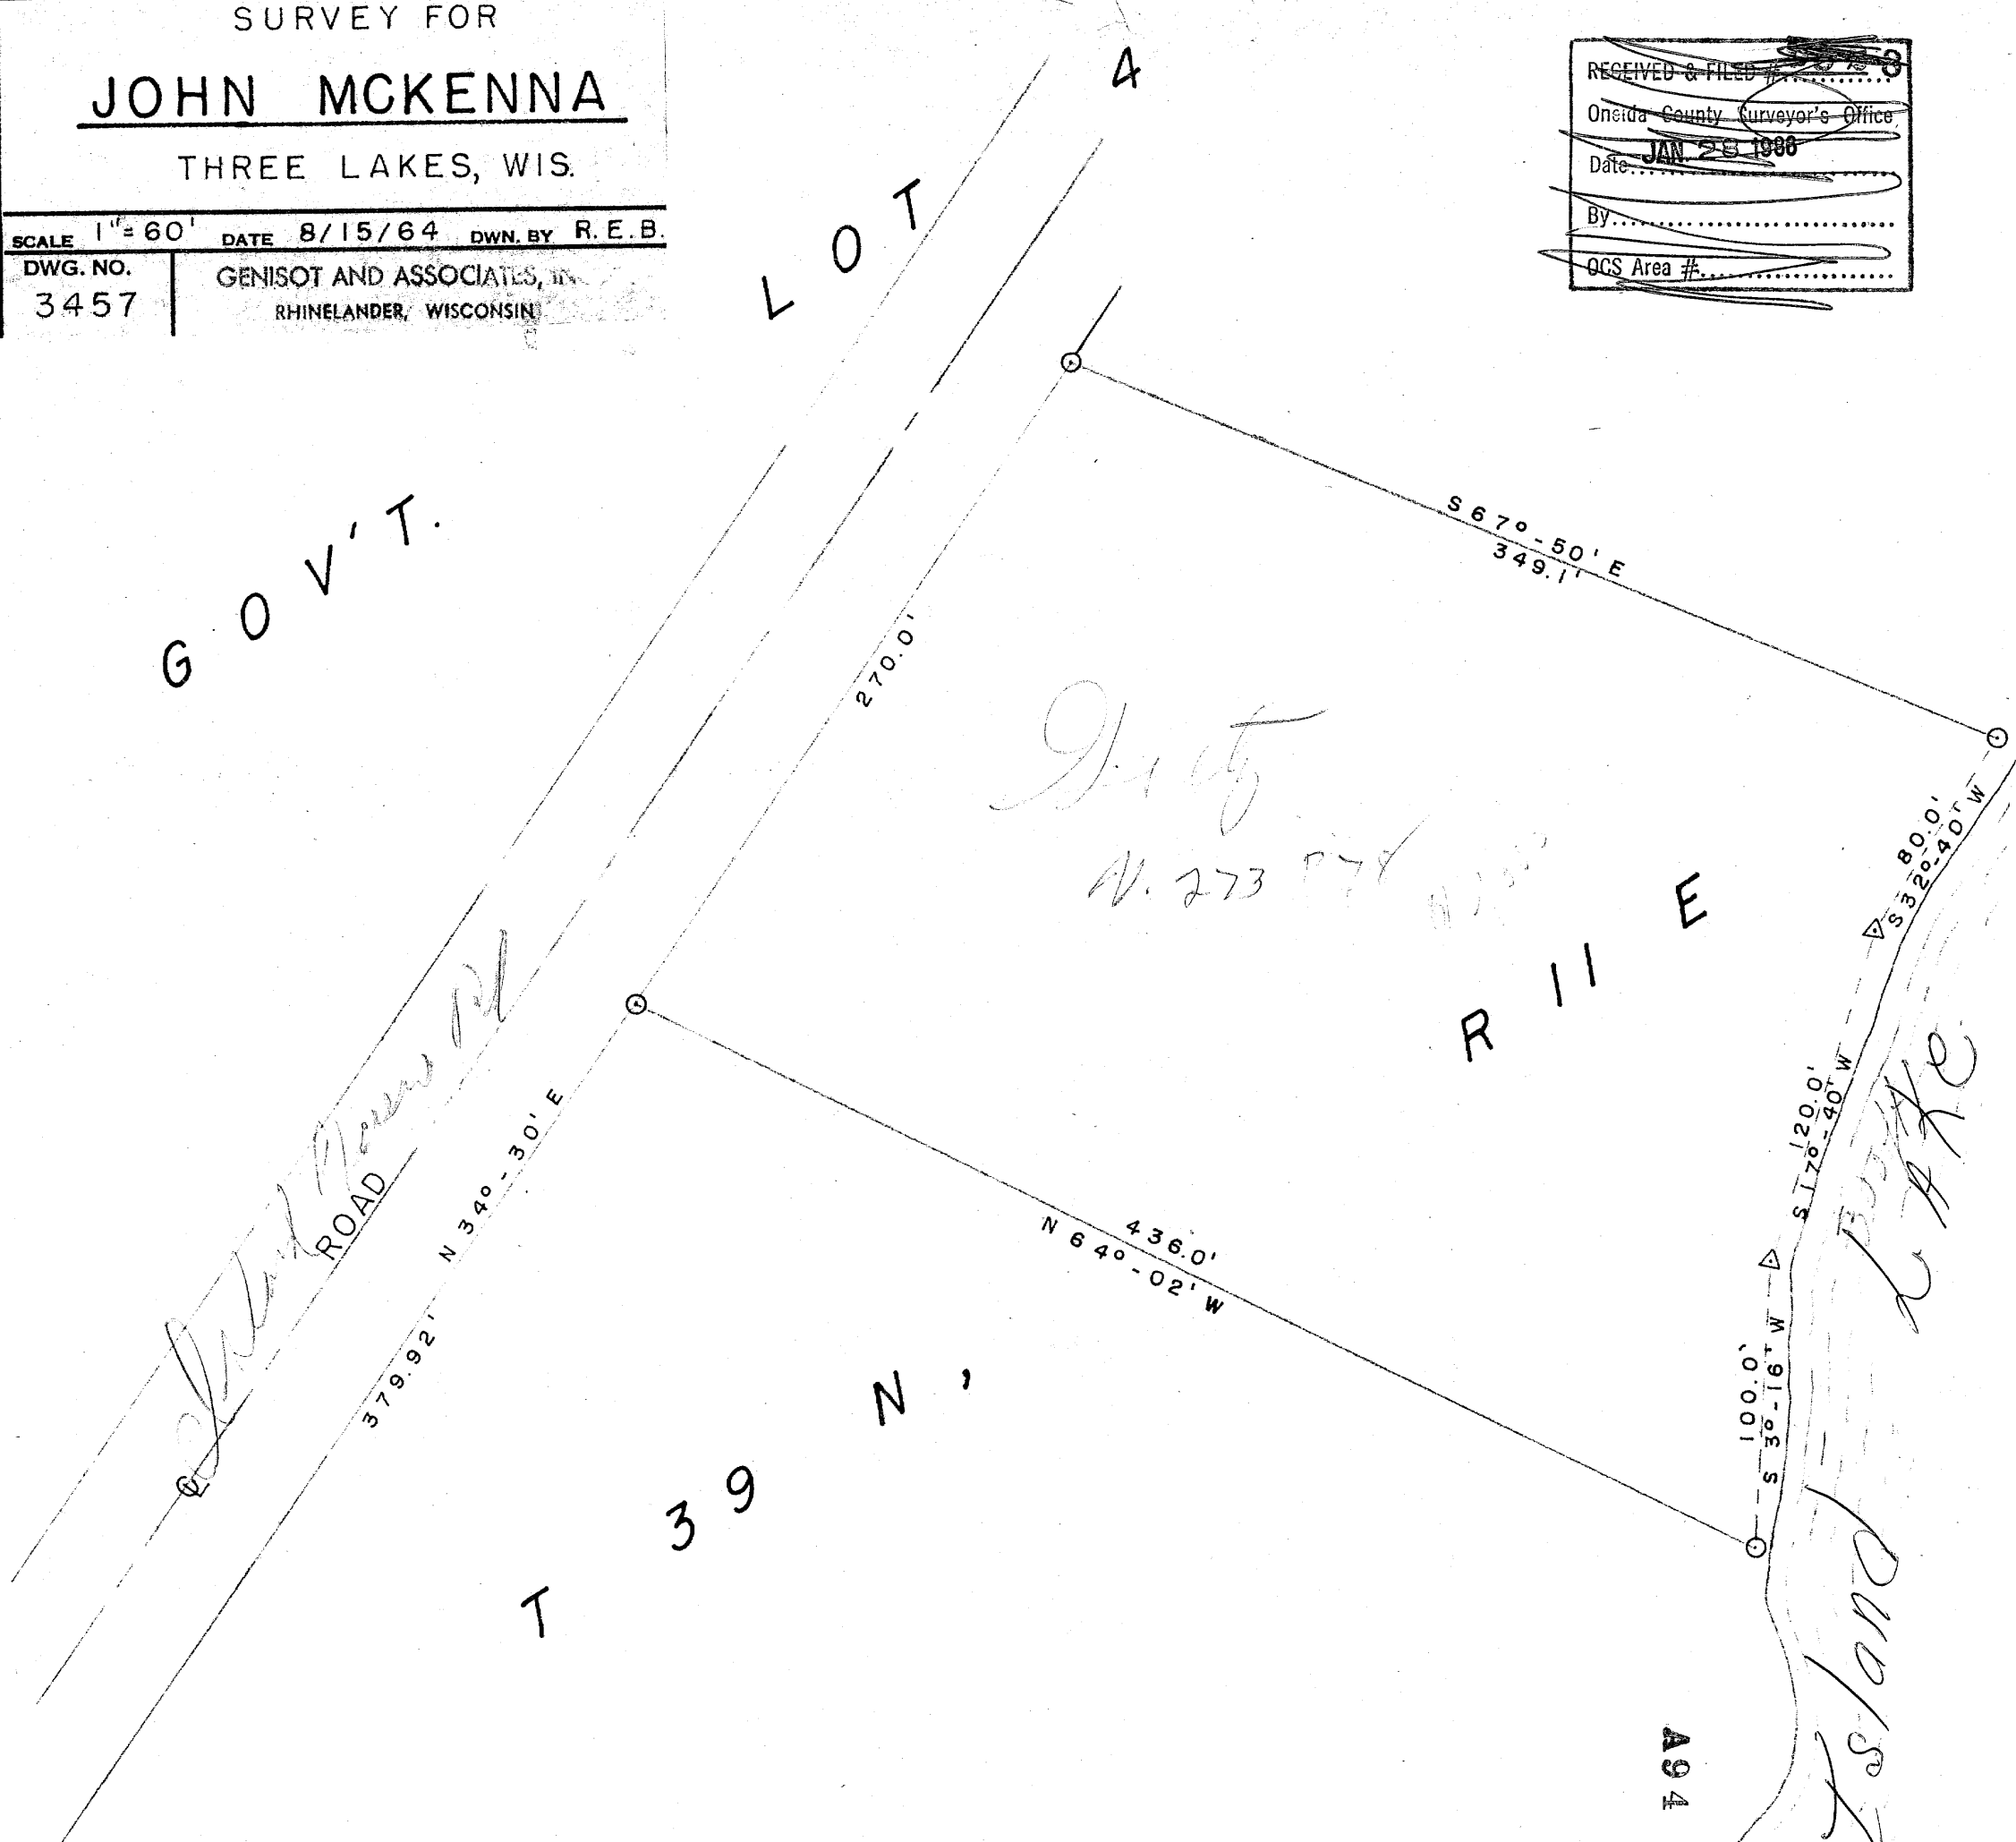 SURVEY FOR
JOHN MCKENNA
THREE LAKES, WIS.
SCALE 1"=60' DATE 8/15/64 DWN. BY R.E.B.
DWG. NO.
3457
GENISOT AND ASSOCIATES,
RHINELANDER, WISCONSIN
RECEIVED & FILED #
Oneida County Surveyor's Office
Date JAN 28 1986
By
OCS Area #
GOV'T. LOT 4
S 67°-50' E
349.1'
270.0'
N. 273
80.0'
S 32°-40' W
R 11 E
ROAD
N 34°-30' E
379.92'
436.0'
N 64°-02' W
120.0'
S 17°-40' W
100.0'
S 3°-16' W
T 39 N,
Island LAKE
A94